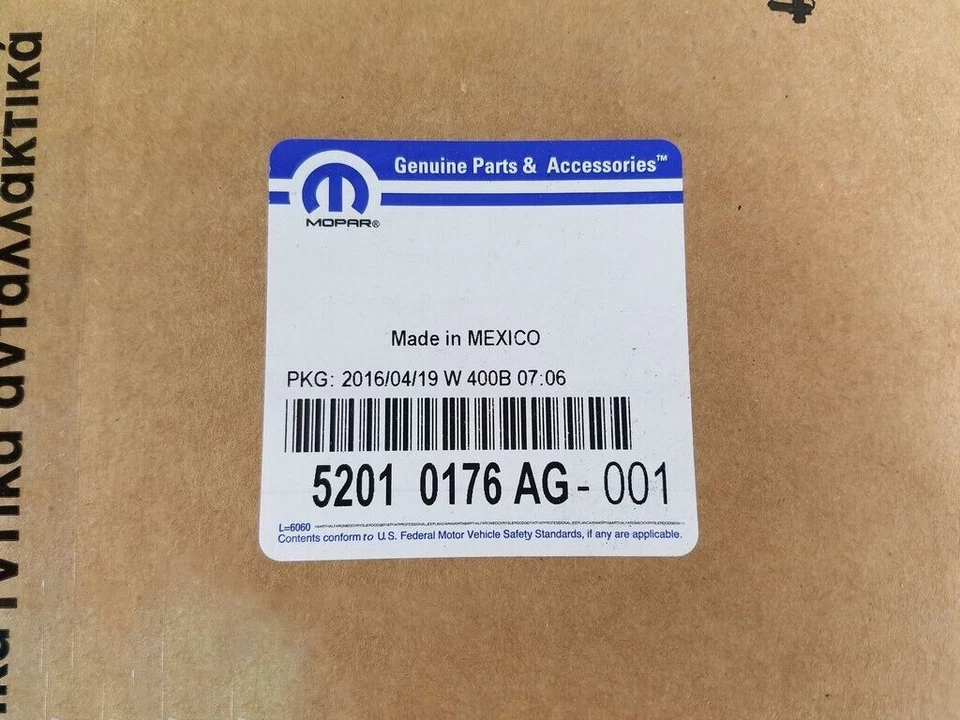 Genuine Parts & Accessories™
MOPAR®
Made in MEXICO
PKG: 2016/04/19 W 400B 07:06
5201 0176 AG - 001
L=6060
Contents conform to U.S. Federal Motor Vehicle Safety Standards, if any are applicable.
ανταλλακτικά